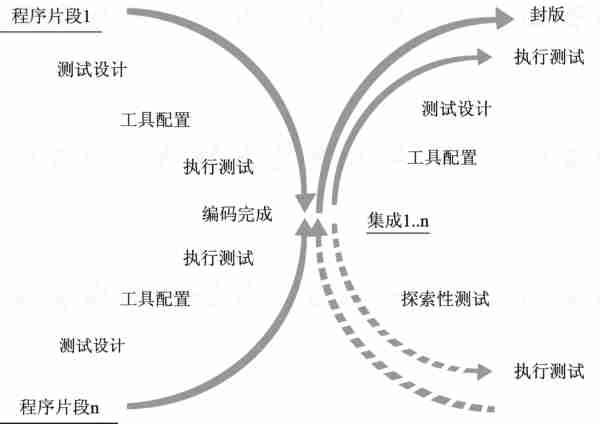 程序片段1
测试设计
工具配置
执行测试
编码完成
执行测试
工具配置
测试设计
程序片段n
封版
执行测试
测试设计
工具配置
集成1..n
探索性测试
执行测试